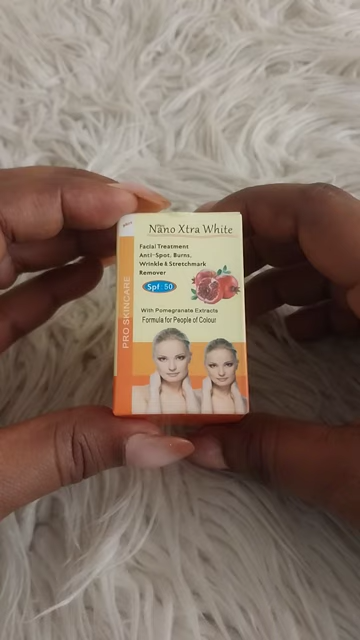 Nano Xtra White
Facial Treatment
Anti-Spot, Burns,
Wrinkle & Stretchmark
Remover
Spf: 50
With Pomegranate Extracts
Formula for People of Colour
PRO SKINCARE